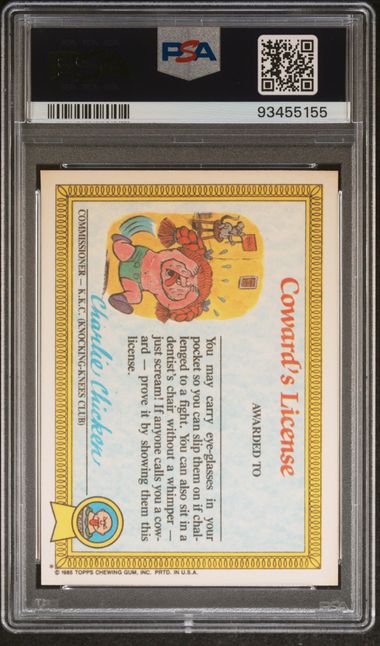 PSA
93455155
Coward's License
AWARDED TO
You may carry eye-glasses in your
pocket so you can slip them on if chal-
lenged to a fight. You can also sit in a
dentist's chair without a whimper —
just scream! If anyone calls you a cow-
ard — prove it by showing them this
license.
Charlie Chicken
COMMISSIONER — K.K.C. (KNOCKING-KNEES CLUB)
© 1985 TOPPS CHEWING GUM, INC. PRTD. IN U.S.A.